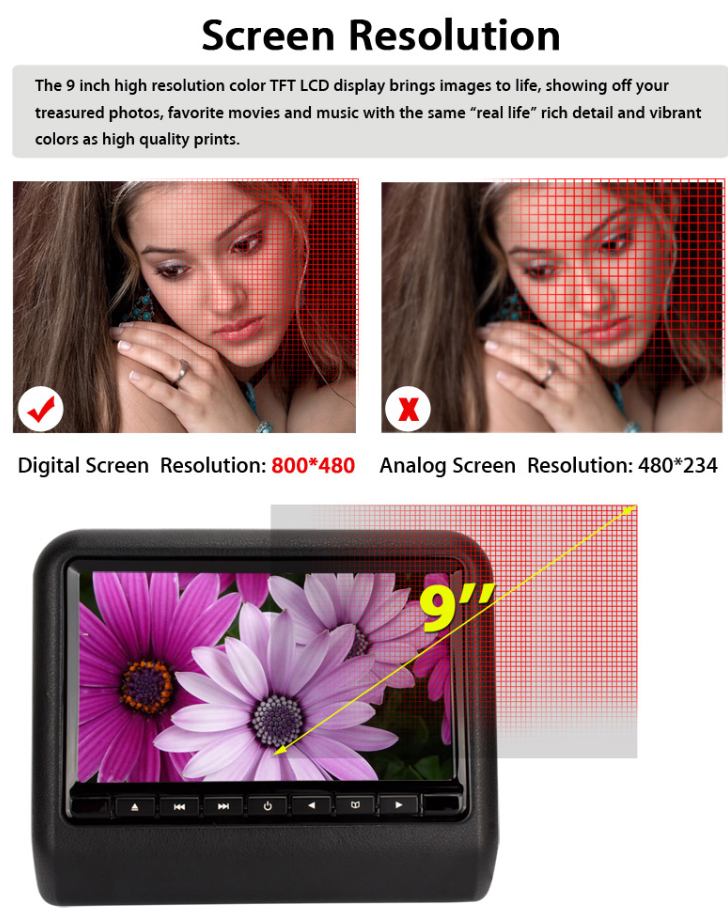 Screen Resolution
The 9 inch high resolution color TFT LCD display brings images to life, showing off your
treasured photos, favorite movies and music with the same “real life” rich detail and vibrant
colors as high quality prints.
Digital Screen Resolution: 800*480
Analog Screen Resolution: 480*234
9’’